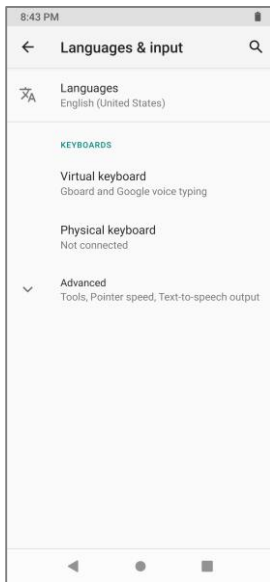 8:43 PM
Languages & input
Languages
English (United States)
KEYBOARDS
Virtual keyboard
Gboard and Google voice typing
Physical keyboard
Not connected
Advanced
Tools, Pointer speed, Text-to-speech output